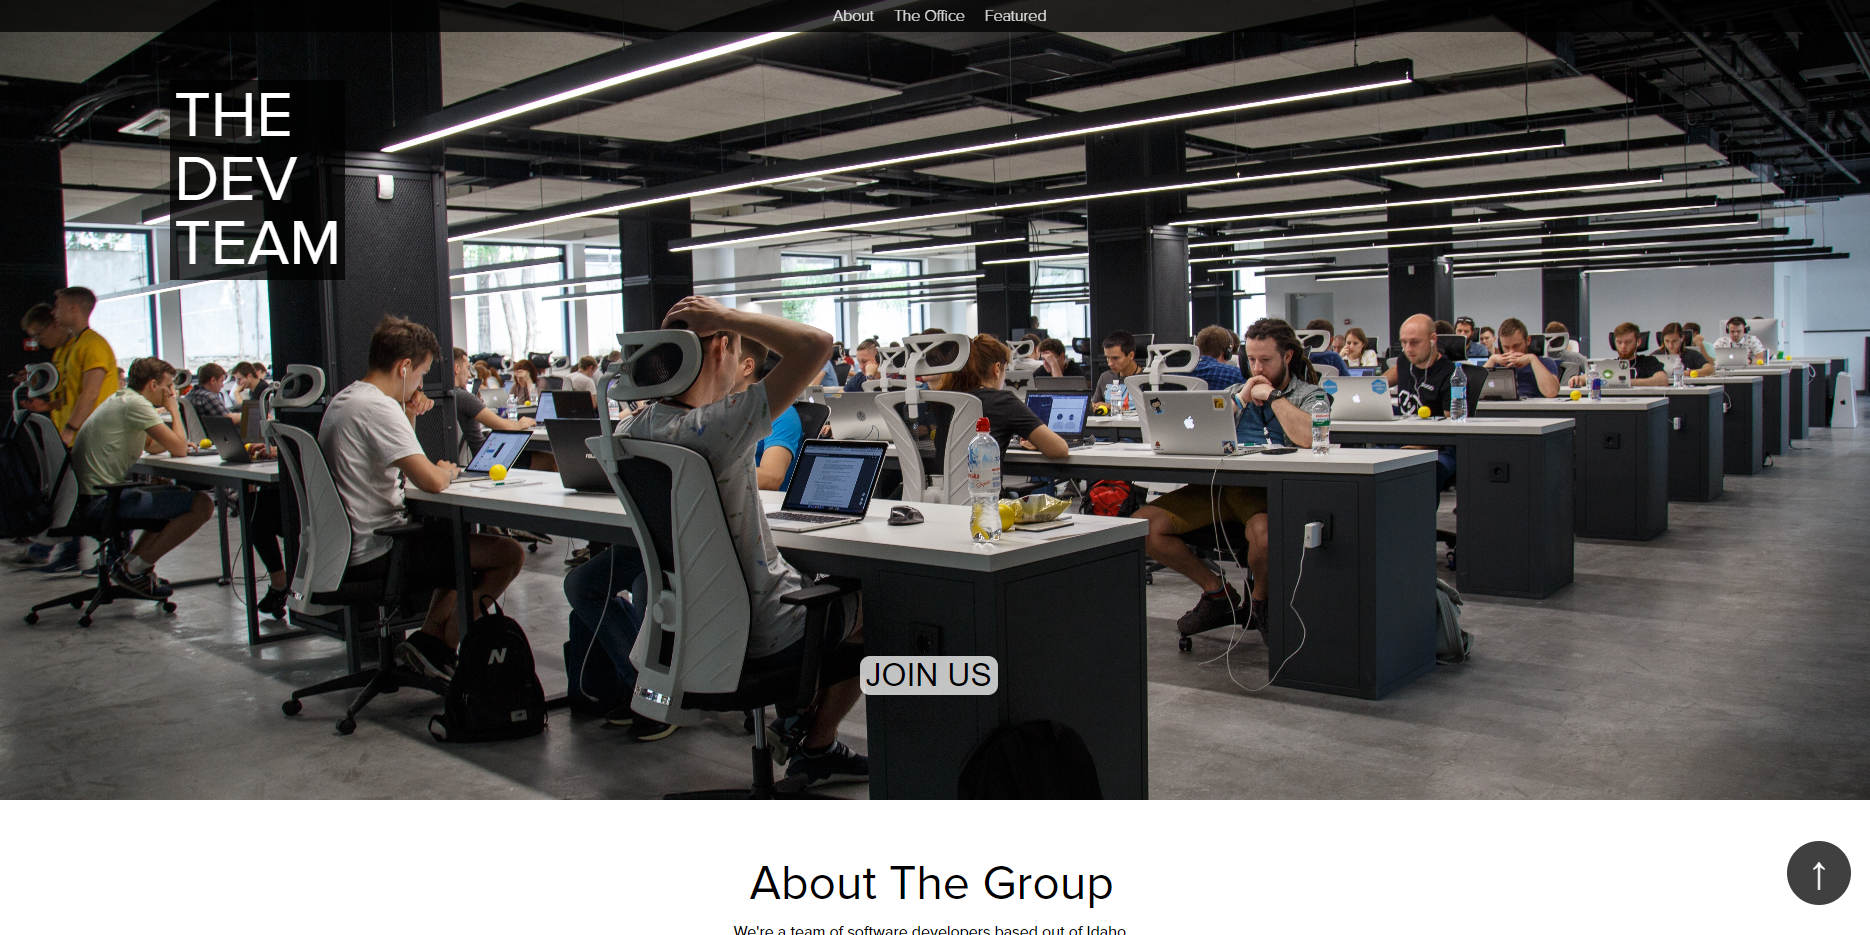 About The Office Featured
THE
DEV
TEAM
N
JOIN US
About The Group
↑
We're a team of software developers based out of Idaho